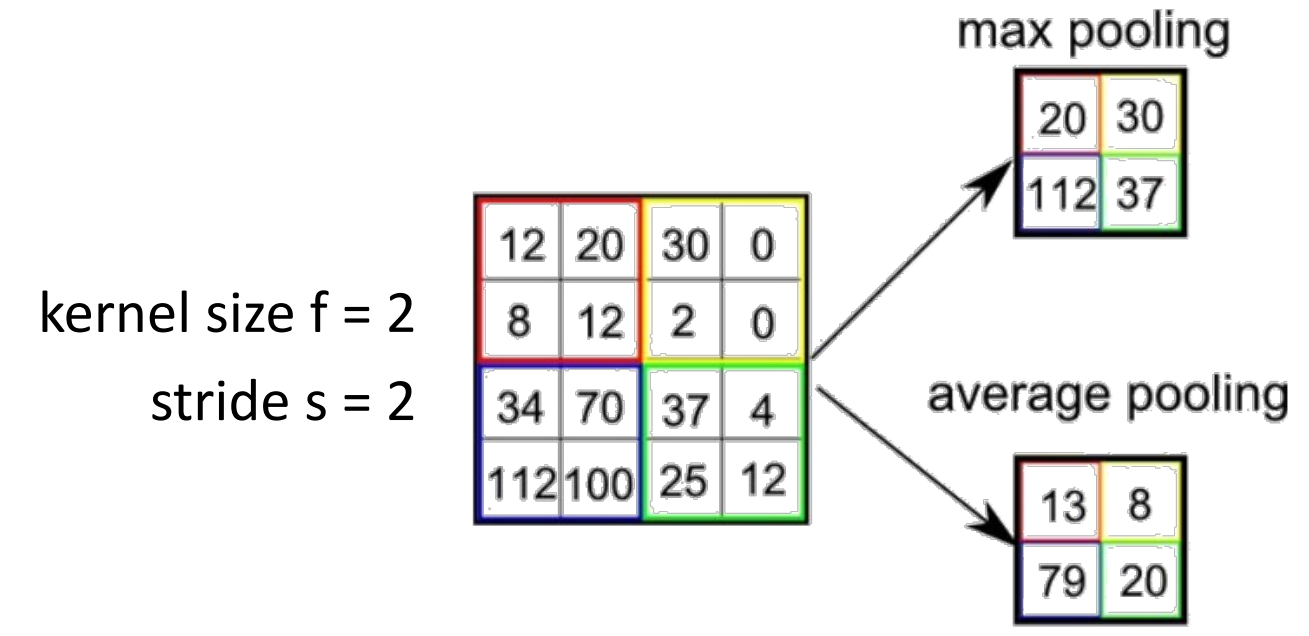 max pooling
20 30
112 37
kernel size f = 2
stride s = 2
12 20 30 0
8 12 2 0
34 70 37 4
112 100 25 12
average pooling
13 8
79 20